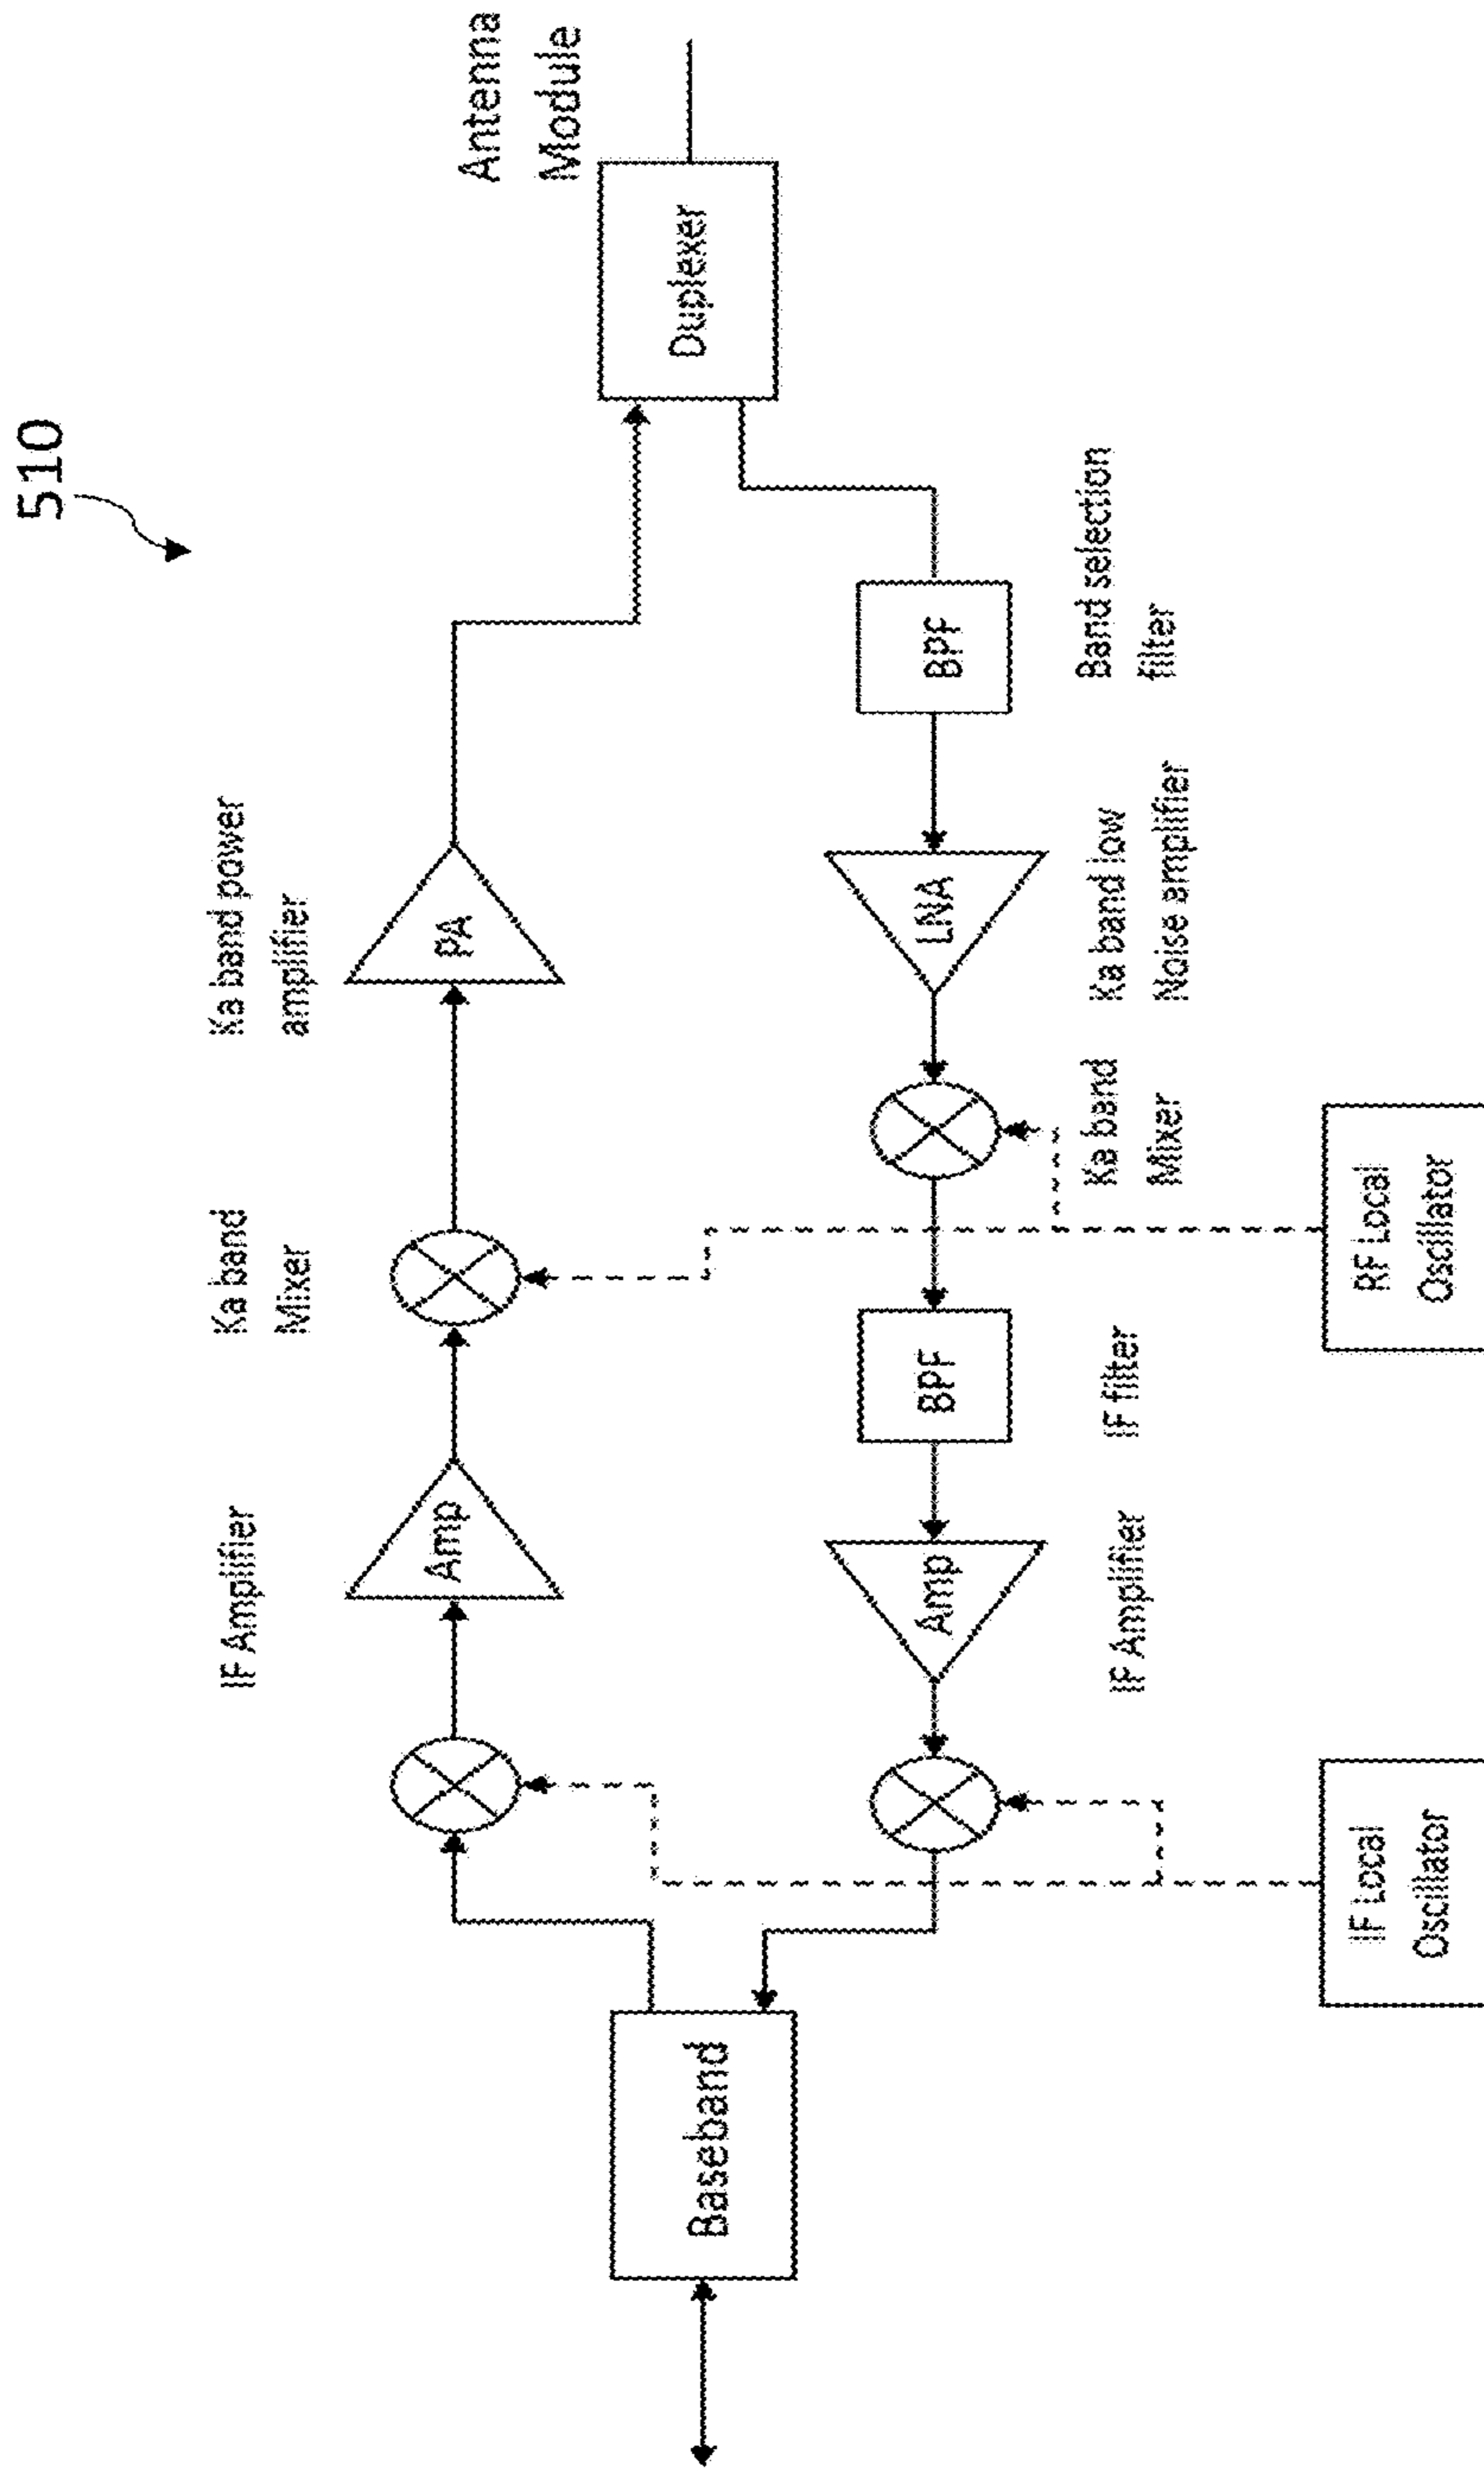 510
Antenna
Module
Duplexer
Ka band power
amplifier
PA
Ka band
Mixer
IF Amplifier
Amp
Baseband
BPF
Band selection
filter
LNA
Ka band low
Noise amplifier
Ka band
Mixer
BPF
IF filter
Amp
IF Amplifier
RF Local
Oscillator
IF Local
Oscillator